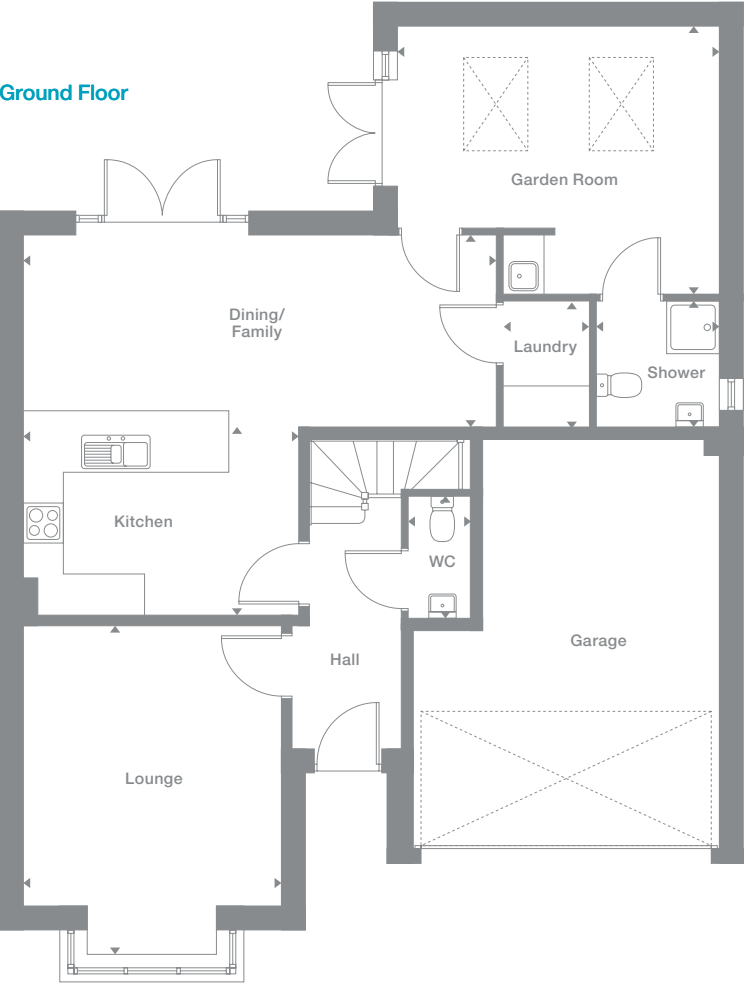 Ground Floor
Garden Room
Dining/
Family
Laundry
Shower
Kitchen
WC
Garage
Hall
Lounge